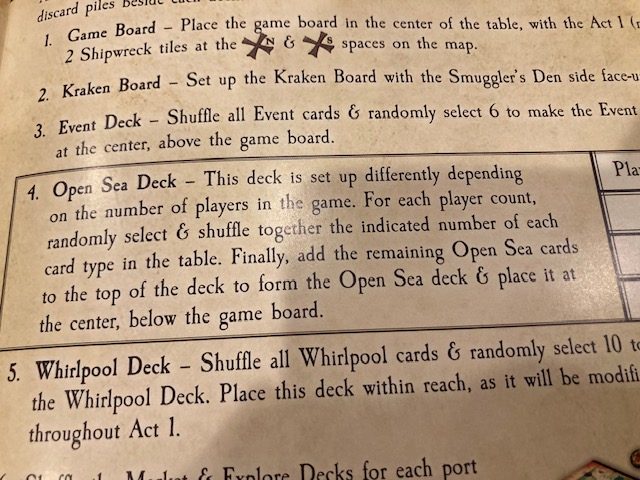 discard piles beside
1. Game Board – Place the game board in the center of the table, with the Act 1
2 Shipwreck tiles at the N & S spaces on the map.
2. Kraken Board – Set up the Kraken Board with the Smuggler's Den side face-u
3. Event Deck – Shuffle all Event cards & randomly select 6 to make the Event
at the center, above the game board.
4. Open Sea Deck – This deck is set up differently depending
on the number of players in the game. For each player count,
randomly select & shuffle together the indicated number of each
card type in the table. Finally, add the remaining Open Sea cards
to the top of the deck to form the Open Sea deck & place it at
the center, below the game board.
Pla
5. Whirlpool Deck – Shuffle all Whirlpool cards & randomly select 10 to
the Whirlpool Deck. Place this deck within reach, as it will be modifi
throughout Act 1.
Market & Explore Decks for each port